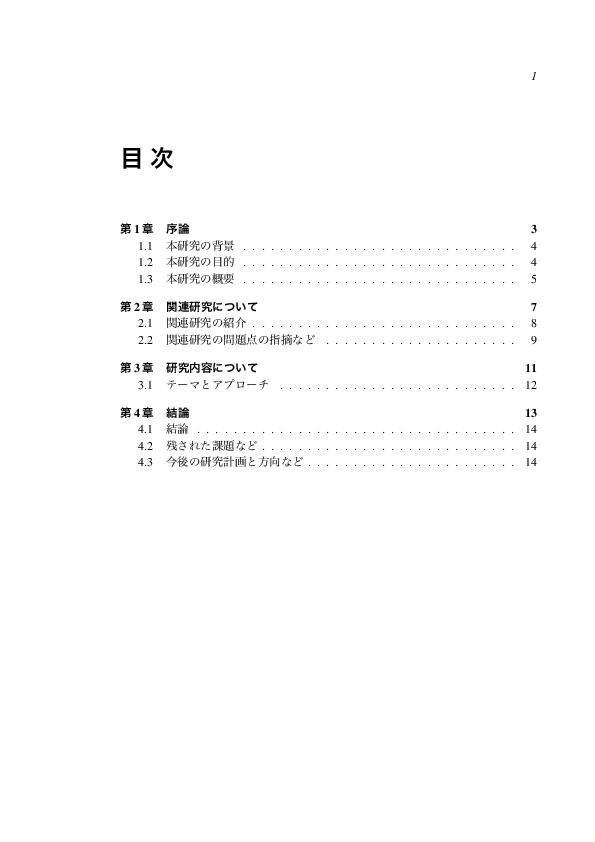 1
目次
第1章 序論 3
1.1 本研究の背景 . . . . . . . . . . . . . . . . . . . . . . . . . . . . . . 4
1.2 本研究の目的 . . . . . . . . . . . . . . . . . . . . . . . . . . . . . . 4
1.3 本研究の概要 . . . . . . . . . . . . . . . . . . . . . . . . . . . . . . 5
第2章 関連研究について 7
2.1 関連研究の紹介 . . . . . . . . . . . . . . . . . . . . . . . . . . . . . 8
2.2 関連研究の問題点の指摘など . . . . . . . . . . . . . . . . . . . . . 9
第3章 研究内容について 11
3.1 テーマとアプローチ . . . . . . . . . . . . . . . . . . . . . . . . . . 12
第4章 結論 13
4.1 結論 . . . . . . . . . . . . . . . . . . . . . . . . . . . . . . . . . . . 14
4.2 残された課題など . . . . . . . . . . . . . . . . . . . . . . . . . . . . 14
4.3 今後の研究計画と方向など . . . . . . . . . . . . . . . . . . . . . . . 14